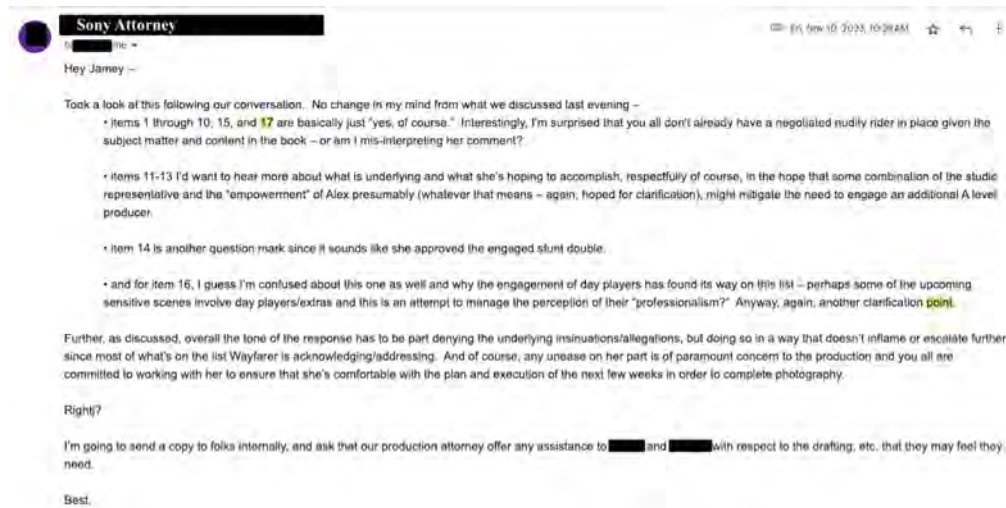 Sony Attorney
Fri, Nov 10, 2023, 10:29 AM
to me
Hey Jamey –
Took a look at this following our conversation. No change in my mind from what we discussed last evening –
• items 1 through 10, 15, and 17 are basically just "yes, of course." Interestingly, I'm surprised that you all don't already have a negotiated nudity rider in place given the
subject matter and content in the book – or am I mis-interpreting her comment?
• items 11-13 I'd want to hear more about what is underlying and what she's hoping to accomplish, respectfully of course, in the hope that some combination of the studio
representative and the "empowerment" of Alex presumably (whatever that means – again, hoped for clarification), might mitigate the need to engage an additional A level
producer.
• item 14 is another question mark since it sounds like she approved the engaged stunt double.
• and for item 16, I guess I'm confused about this one as well and why the engagement of day players has found its way on this list – perhaps some of the upcoming
sensitive scenes involve day players/extras and this is an attempt to manage the perception of their "professionalism?" Anyway, again, another clarification point.
Further, as discussed, overall the tone of the response has to be part denying the underlying insinuations/allegations, but doing so in a way that doesn't inflame or escalate further
since most of what's on the list Wayfarer is acknowledging/addressing. And of course, any unease on her part is of paramount concern to the production and you all are
committed to working with her to ensure that she's comfortable with the plan and execution of the next few weeks in order to complete photography.
Right?
I'm going to send a copy to folks internally, and ask that our production attorney offer any assistance to and with respect to the drafting, etc. that they may feel they
need.
Best,